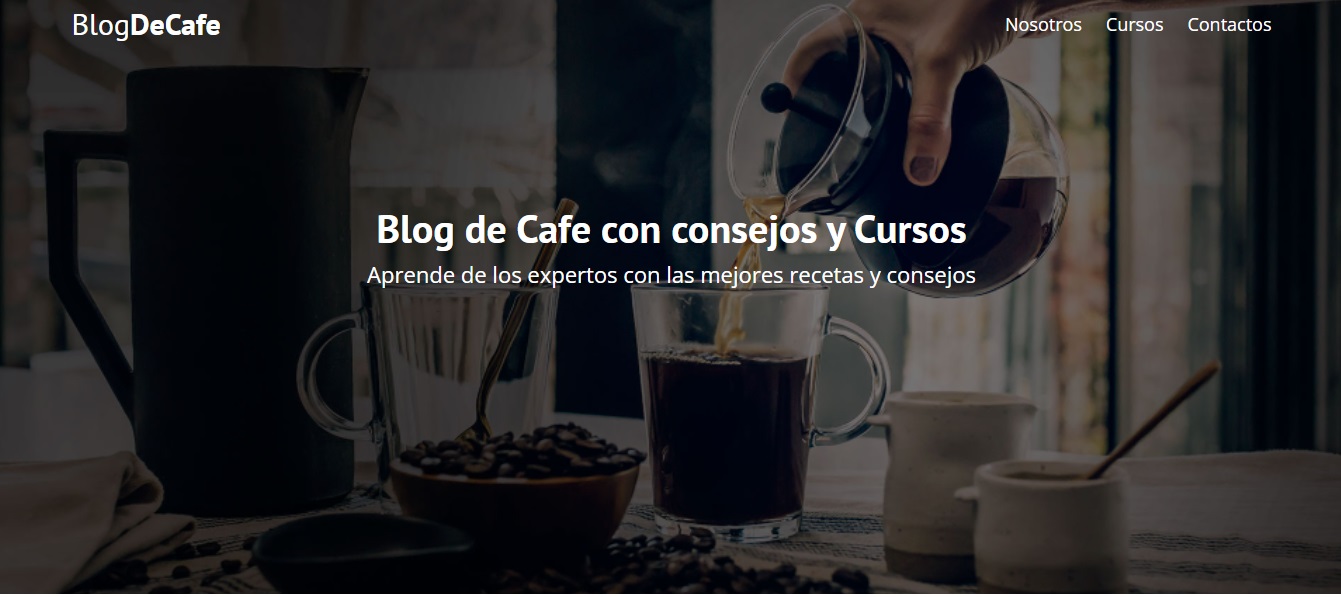 BlogDeCafe
Nosotros Cursos Contactos
Blog de Cafe con consejos y Cursos
Aprende de los expertos con las mejores recetas y consejos